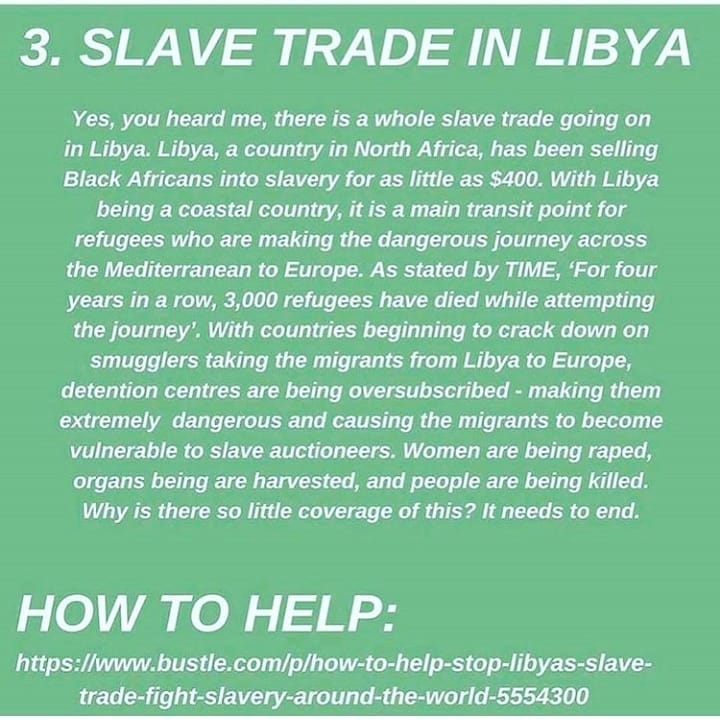 3. SLAVE TRADE IN LIBYA
Yes, you heard me, there is a whole slave trade going on
in Libya. Libya, a country in North Africa, has been selling
Black Africans into slavery for as little as $400. With Libya
being a coastal country, it is a main transit point for
refugees who are making the dangerous journey across
the Mediterranean to Europe. As stated by TIME, ‘For four
years in a row, 3,000 refugees have died while attempting
the journey’. With countries beginning to crack down on
smugglers taking the migrants from Libya to Europe,
detention centres are being oversubscribed - making them
extremely  dangerous and causing the migrants to become
vulnerable to slave auctioneers. Women are being raped,
organs being are harvested, and people are being killed.
Why is there so little coverage of this? It needs to end.
HOW TO HELP:
https://www.bustle.com/p/how-to-help-stop-libyas-slave-
trade-fight-slavery-around-the-world-5554300